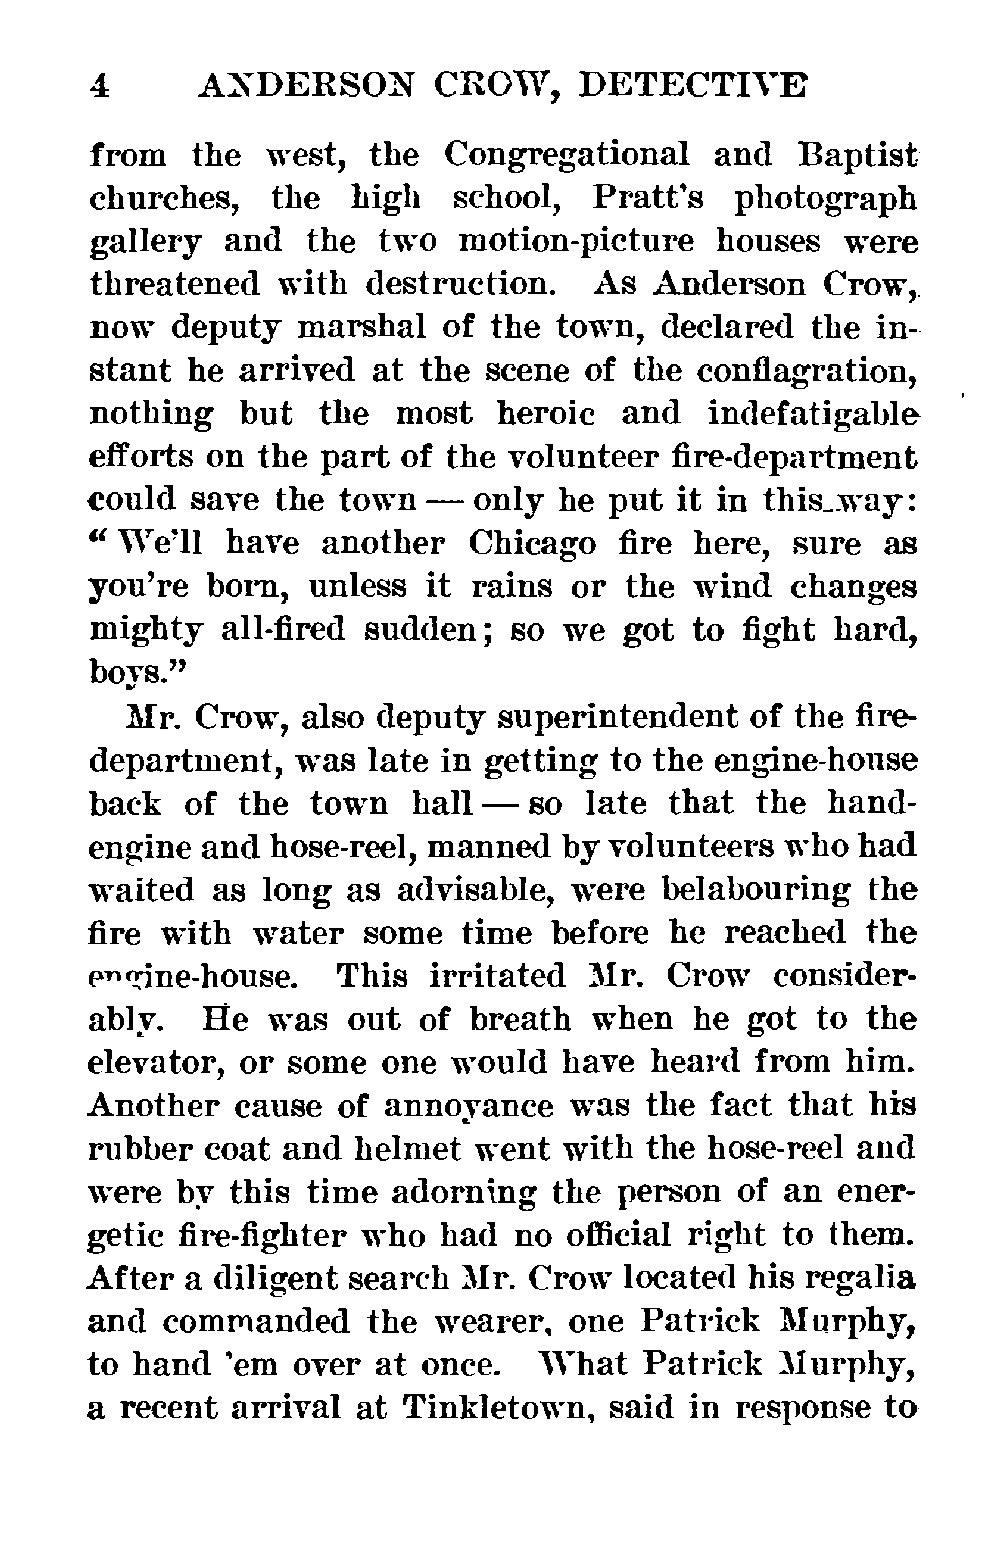 4 ANDERSON CROW, DETECTIVE
from the west, the Congregational and Baptist
churches, the high school, Pratt's photograph
gallery and the two motion-picture houses were
threatened with destruction. As Anderson Crow,
now deputy marshal of the town, declared the in-
stant he arrived at the scene of the conflagration,
nothing but the most heroic and indefatigable
efforts on the part of the volunteer fire-department
could save the town — only he put it in this way:
“ We'll have another Chicago fire here, sure as
you're born, unless it rains or the wind changes
mighty all-fired sudden; so we got to fight hard,
boys.”
Mr. Crow, also deputy superintendent of the fire-
department, was late in getting to the engine-house
back of the town hall — so late that the hand-
engine and hose-reel, manned by volunteers who had
waited as long as advisable, were belabouring the
fire with water some time before he reached the
engine-house. This irritated Mr. Crow consider-
ably. He was out of breath when he got to the
elevator, or some one would have heard from him.
Another cause of annoyance was the fact that his
rubber coat and helmet went with the hose-reel and
were by this time adorning the person of an ener-
getic fire-fighter who had no official right to them.
After a diligent search Mr. Crow located his regalia
and commanded the wearer, one Patrick Murphy,
to hand 'em over at once. What Patrick Murphy,
a recent arrival at Tinkletown, said in response to